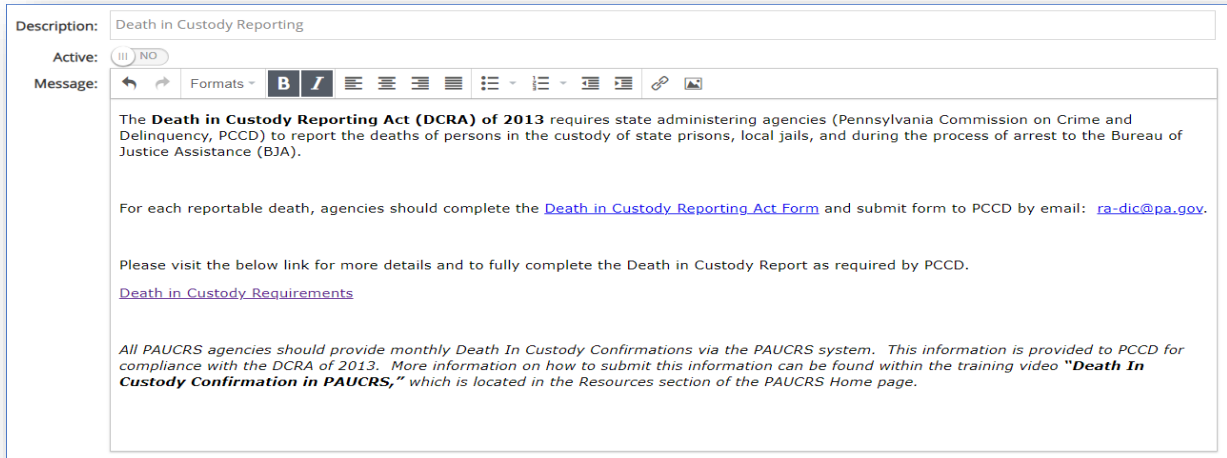 Description: Death in Custody Reporting
Active: NO
Message: Formats B I
The Death in Custody Reporting Act (DCRA) of 2013 requires state administering agencies (Pennsylvania Commission on Crime and
Delinquency, PCCD) to report the deaths of persons in the custody of state prisons, local jails, and during the process of arrest to the Bureau of
Justice Assistance (BJA).
For each reportable death, agencies should complete the Death in Custody Reporting Act Form and submit form to PCCD by email: ra-dic@pa.gov.
Please visit the below link for more details and to fully complete the Death in Custody Report as required by PCCD.
Death in Custody Requirements
All PAUCRS agencies should provide monthly Death In Custody Confirmations via the PAUCRS system. This information is provided to PCCD for
compliance with the DCRA of 2013. More information on how to submit this information can be found within the training video “Death In
Custody Confirmation in PAUCRS,” which is located in the Resources section of the PAUCRS Home page.